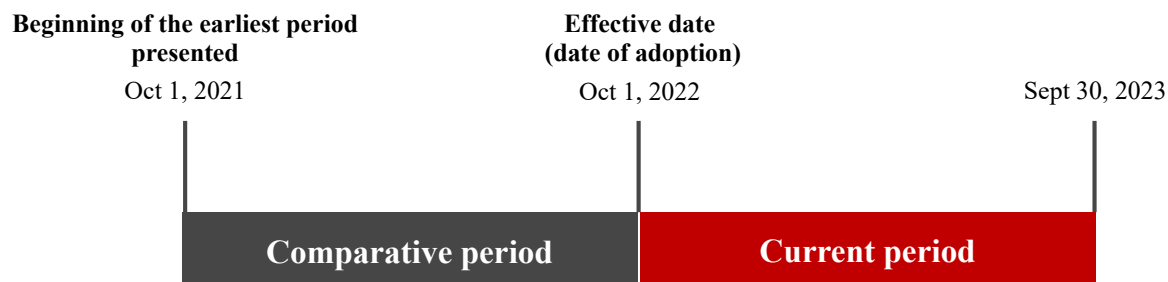 Beginning of the earliest period
presented
Oct 1, 2021
Effective date
(date of adoption)
Oct 1, 2022
Sept 30, 2023
Comparative period
Current period